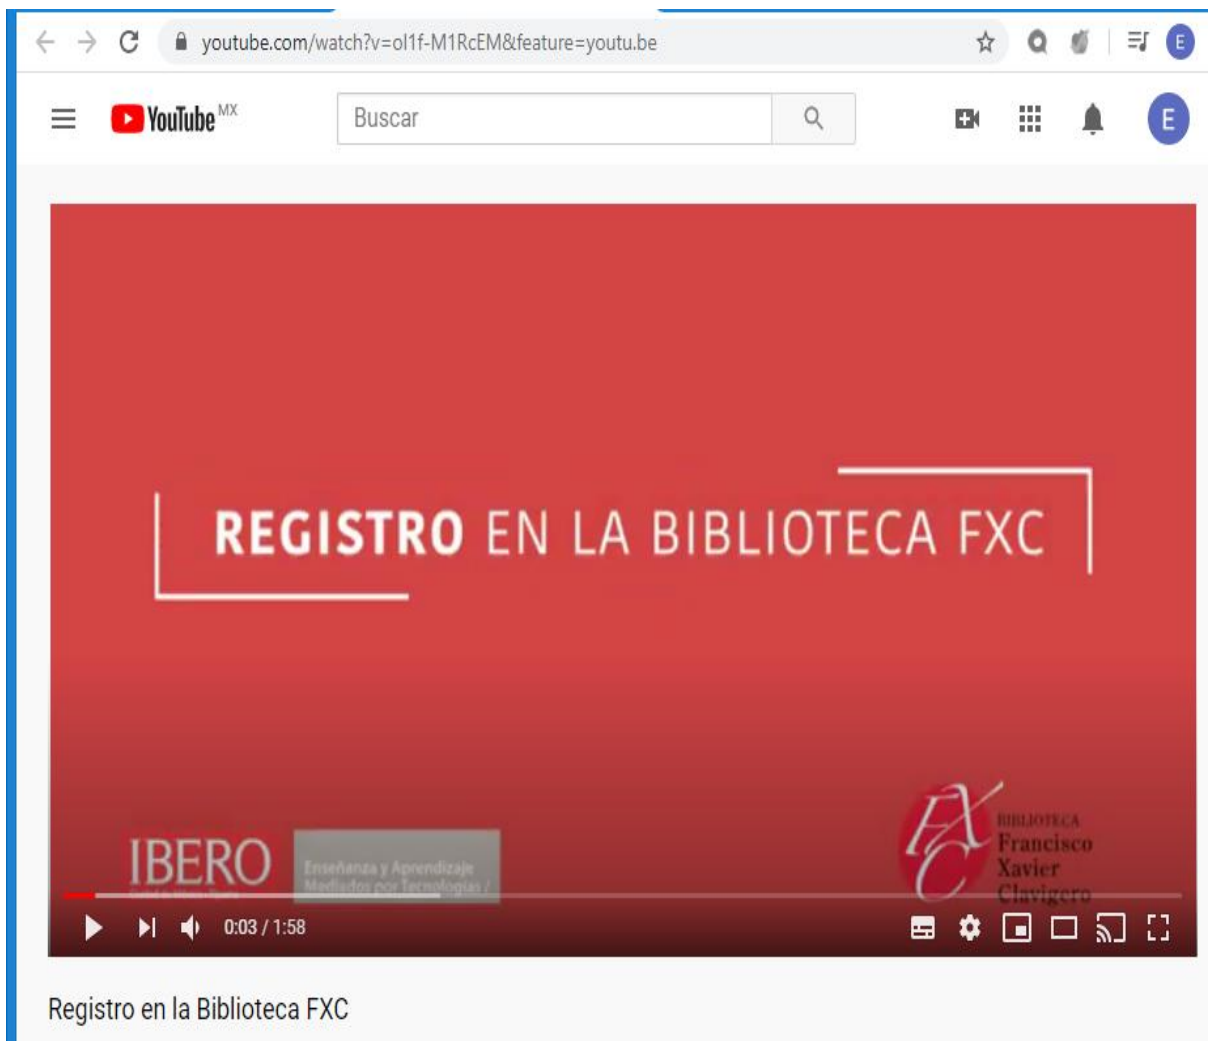 youtube.com/watch?v=oI1f-M1RcEM&feature=youtu.be
E
YouTube MX
Buscar
E
REGISTRO EN LA BIBLIOTECA FXC
IBERO
Enseñanza y Aprendizaje
Mediados por Tecnologías /
BIBLIOTECA
Francisco
Xavier
Clavigero
FXC
0:03 / 1:58
Registro en la Biblioteca FXC